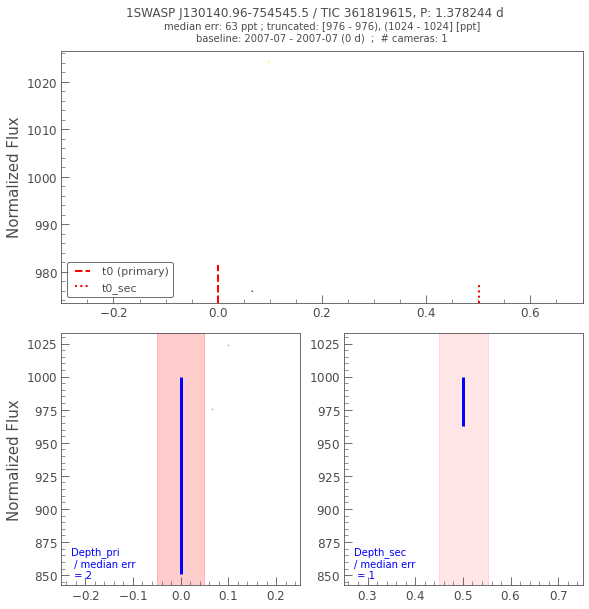 1SWASP J130140.96-754545.5 / TIC 361819615, P: 1.378244 d
median err: 63 ppt ; truncated: [976 - 976), (1024 - 1024] [ppt]
baseline: 2007-07 - 2007-07 (0 d)  ;  # cameras: 1
Normalized Flux
1020
1010
1000
990
980
t0 (primary)
t0_sec
−0.2 0.0 0.2 0.4 0.6
Normalized Flux
1025
1000
975
950
925
900
875
850
Depth_pri
/ median err
= 2
−0.2 −0.1 0.0 0.1 0.2
1025
1000
975
950
925
900
875
850
Depth_sec
/ median err
= 1
0.3 0.4 0.5 0.6 0.7